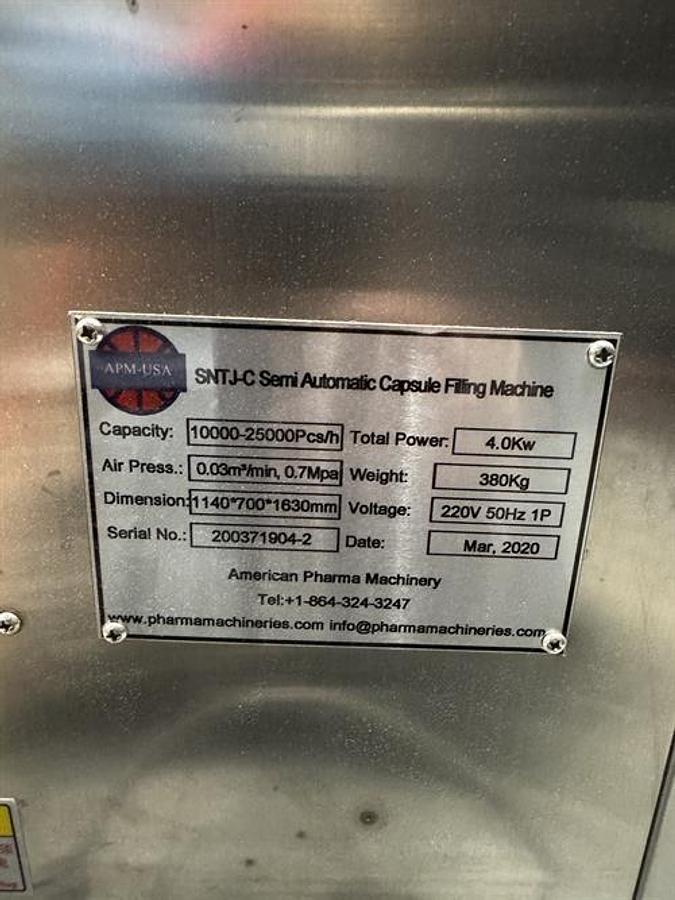 APM-USA
SNTJ-C Semi Automatic Capsule Filling Machine
Capacity: 10000-25000Pcs/h Total Power: 4.0Kw
Air Press.: 0.03m³/min, 0.7Mpa Weight: 380Kg
Dimension: 1140*700*1630mm Voltage: 220V 50Hz 1P
Serial No.: 200371904-2 Date: Mar, 2020
American Pharma Machinery
Tel:+1-864-324-3247
www.pharmamachineries.com info@pharmamachineries.com